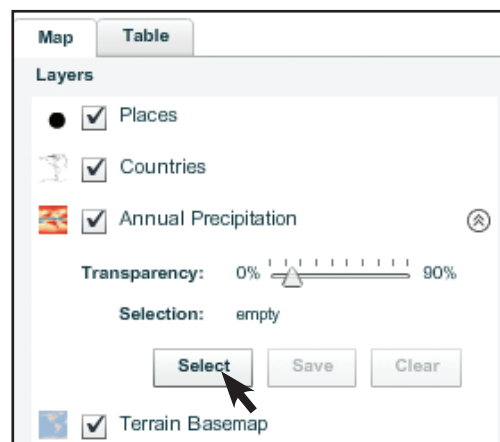 Map Table
Layers
Places
Countries
Annual Precipitation
Transparency: 0% 90%
Selection: empty
Select Save Clear
Terrain Basemap